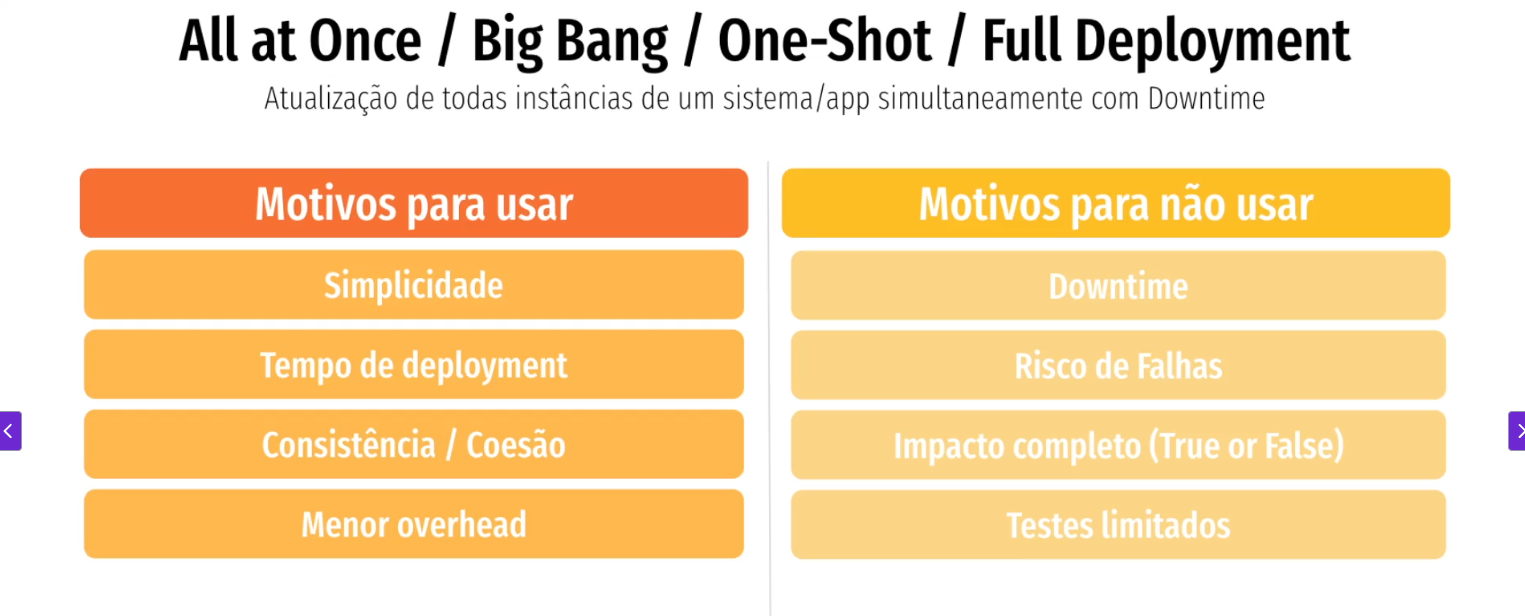 All at Once / Big Bang / One-Shot / Full Deployment
Atualização de todas instâncias de um sistema/app simultaneamente com Downtime
Motivos para usar
Simplicidade
Tempo de deployment
Consistência / Coesão
Menor overhead
Motivos para não usar
Downtime
Risco de Falhas
Impacto completo (True or False)
Testes limitados